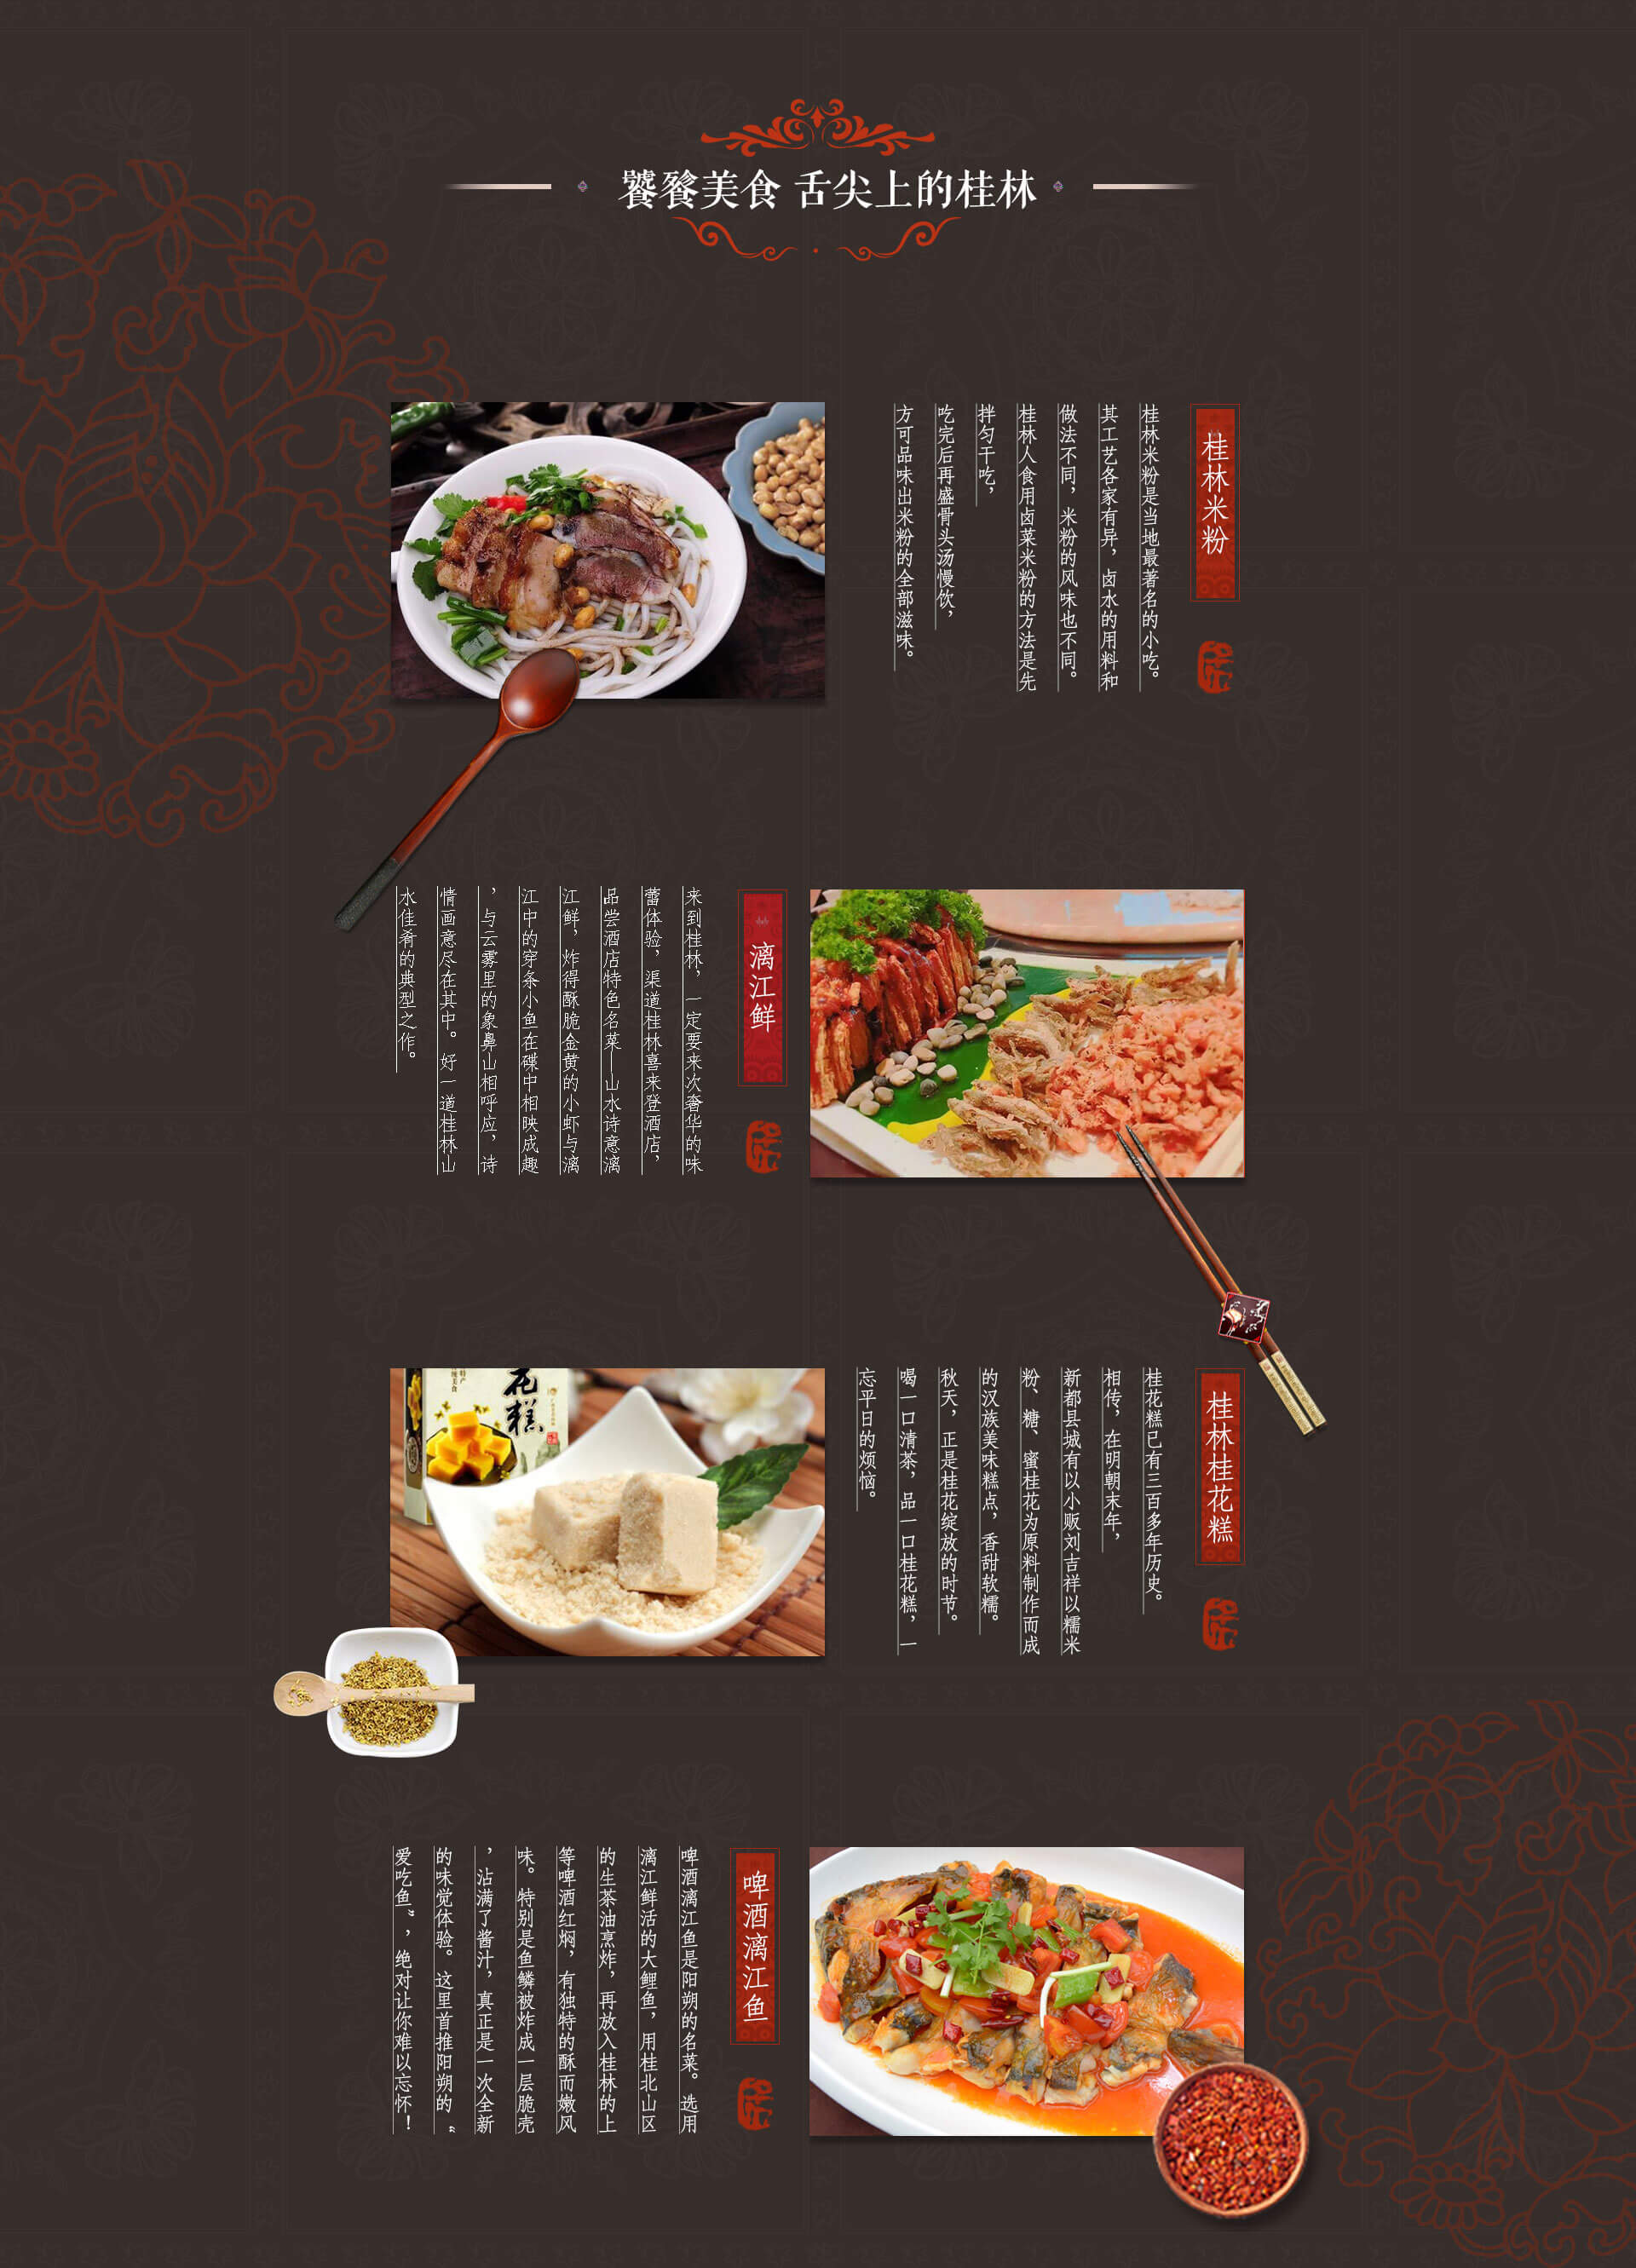 饕餮美食 舌尖上的桂林
桂林米粉
桂林米粉是当地最著名的小吃。
其工艺各家有异，卤水的用料和
做法不同，米粉的风味也不同。
桂林人食用卤菜米粉的方法是先
拌匀干吃，
吃完后再盛骨头汤慢饮，
方可品味出米粉的全部滋味。
漓江鲜
来到桂林，一定要来次奢华的味
蕾体验，渠道桂林喜来登酒店，
品尝酒店特色名菜—山水诗意漓
江鲜，炸得酥脆金黄的小虾与漓
江中的穿条小鱼在碟中相映成趣
，与云雾里的象鼻山相呼应，诗
情画意尽在其中。好一道桂林山
水佳肴的典型之作。
桂林桂花糕
桂花糕已有三百多年历史。
相传，在明朝末年，
新都县城有以小贩刘吉祥以糯米
粉、糖、蜜桂花为原料制作而成
的汉族美味糕点，香甜软糯。
秋天，正是桂花绽放的时节。
喝一口清茶，品一口桂花糕，一
忘平日的烦恼。
花糕
啤酒漓江鱼
啤酒漓江鱼是阳朔的名菜。选用
漓江鲜活的大鲤鱼，用桂北山区
的生茶油烹炸，再放入桂林的上
等啤酒红焖，有独特的酥而嫩风
味。特别是鱼鳞被炸成一层脆壳
，沾满了酱汁，真正是一次全新
的味觉体验。这里首推阳朔的“
爱吃鱼”，绝对让你难以忘怀！